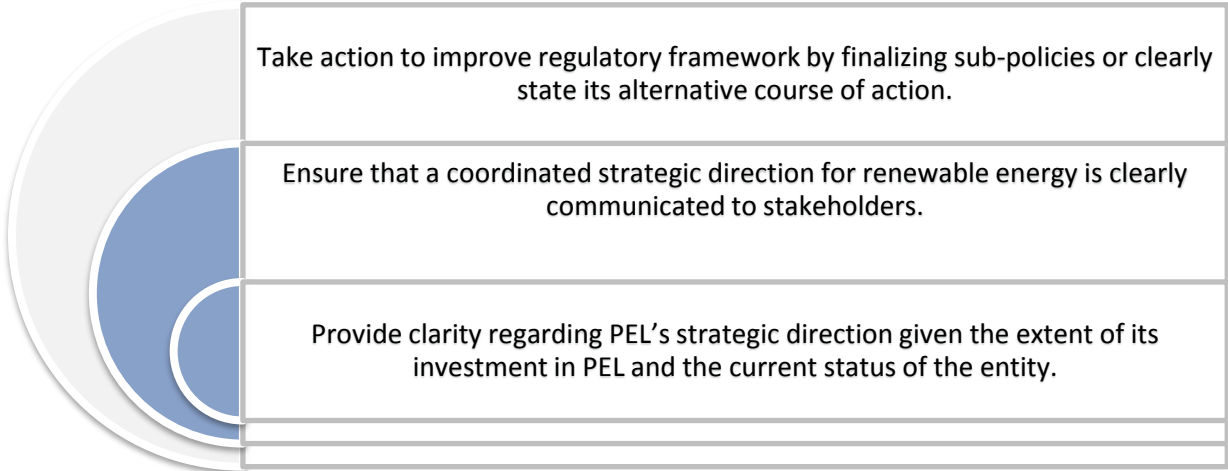 Take action to improve regulatory framework by finalizing sub-policies or clearly
state its alternative course of action.
Ensure that a coordinated strategic direction for renewable energy is clearly
communicated to stakeholders.
Provide clarity regarding PEL’s strategic direction given the extent of its
investment in PEL and the current status of the entity.